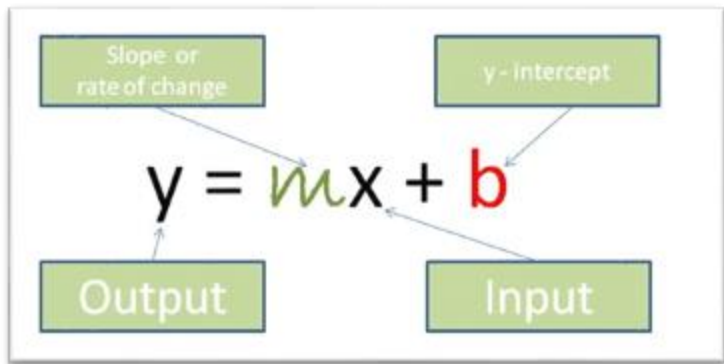 Slope or
rate of change
y - intercept
y = mx + b
Output
Input